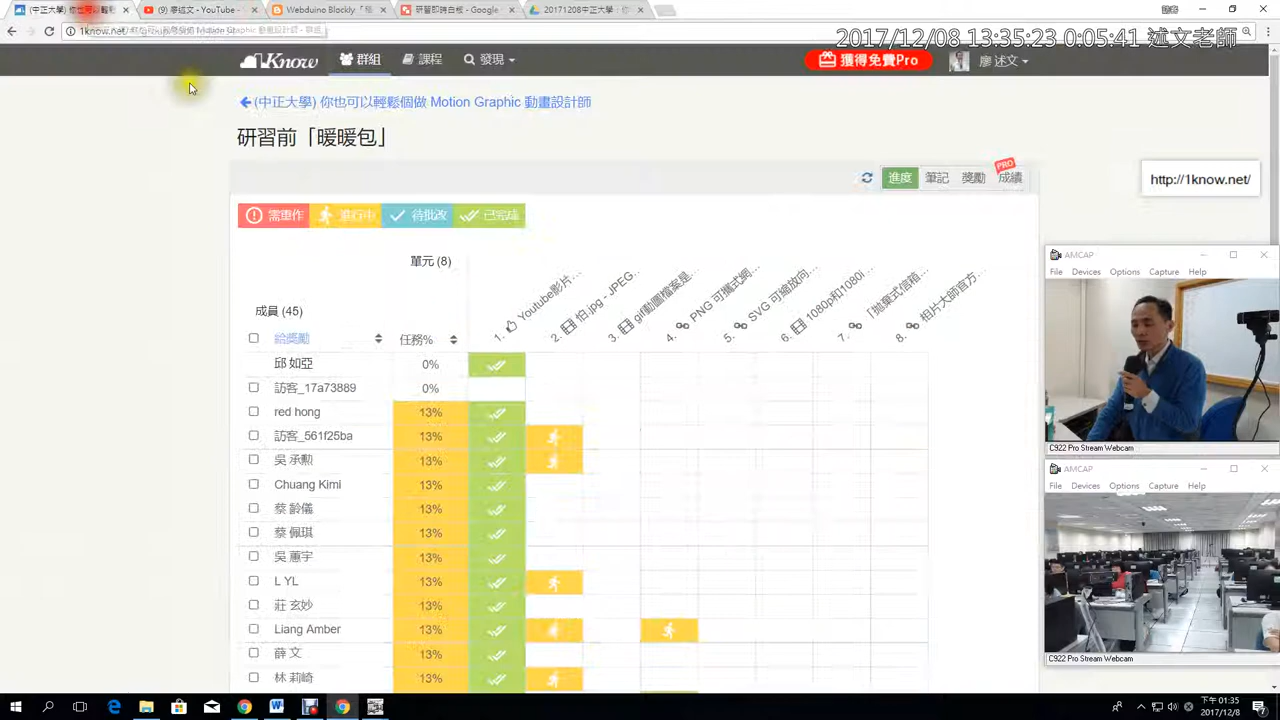 (中正大學) 你也可以輕鬆
(9) 廖述文 - YouTube
Webduino Blockly
研習即時白板 - Google
20171208中正大學
1know.net/
2017/12/08 13:35:23 0:05:41 述文老師
1Know
群組
課程
發現
獲得免費Pro
廖 述文
(中正大學) 你也可以輕鬆個做 Motion Graphic 動畫設計師
研習前「暖暖包」
PRO
進度
筆記
獎勵
成績
http://1know.net/
需重作
進行中
待批改
已完成
單元 (8)
成員 (45)
1. Youtube影片...
2. 怕.jpg - JPEG...
3. gif動圖檔案是...
4. PNG 可攜式網...
5. SVG 可縮放向...
6. 1080p和1080i...
7. 「拋棄式信箱...
8. 相片大師官方...
給獎勵
任務%
邱 如亞 0%
訪客_17a73889 0%
red hong 13%
訪客_561f25ba 13%
吳 承勲 13%
Chuang Kimi 13%
蔡 齡儀 13%
蔡 佩琪 13%
吳 蕙宇 13%
L YL 13%
莊 玄妙 13%
Liang Amber 13%
薛 文 13%
林 莉崎 13%
AMCAP
File Devices Options Capture Help
C922 Pro Stream Webcam
AMCAP
File Devices Options Capture Help
C922 Pro Stream Webcam
下午 01:35
2017/12/8